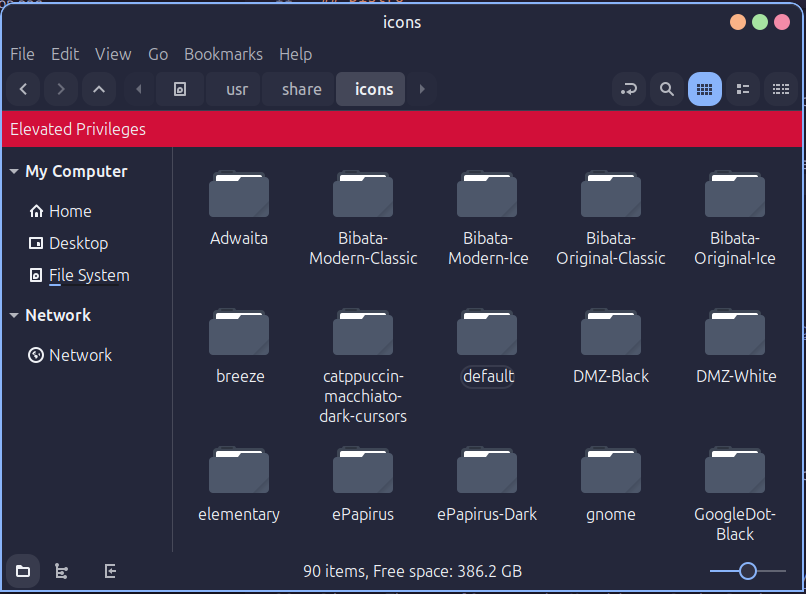 icons
File Edit View Go Bookmarks Help
usr share icons
Elevated Privileges
My Computer
Home
Desktop
File System
Network
Network
Adwaita
Bibata-
Modern-Classic
Bibata-
Modern-Ice
Bibata-
Original-Classic
Bibata-
Original-Ice
breeze
catppuccin-
macchiato-
dark-cursors
default
DMZ-Black
DMZ-White
elementary
ePapirus
ePapirus-Dark
gnome
GoogleDot-
Black
90 items, Free space: 386.2 GB